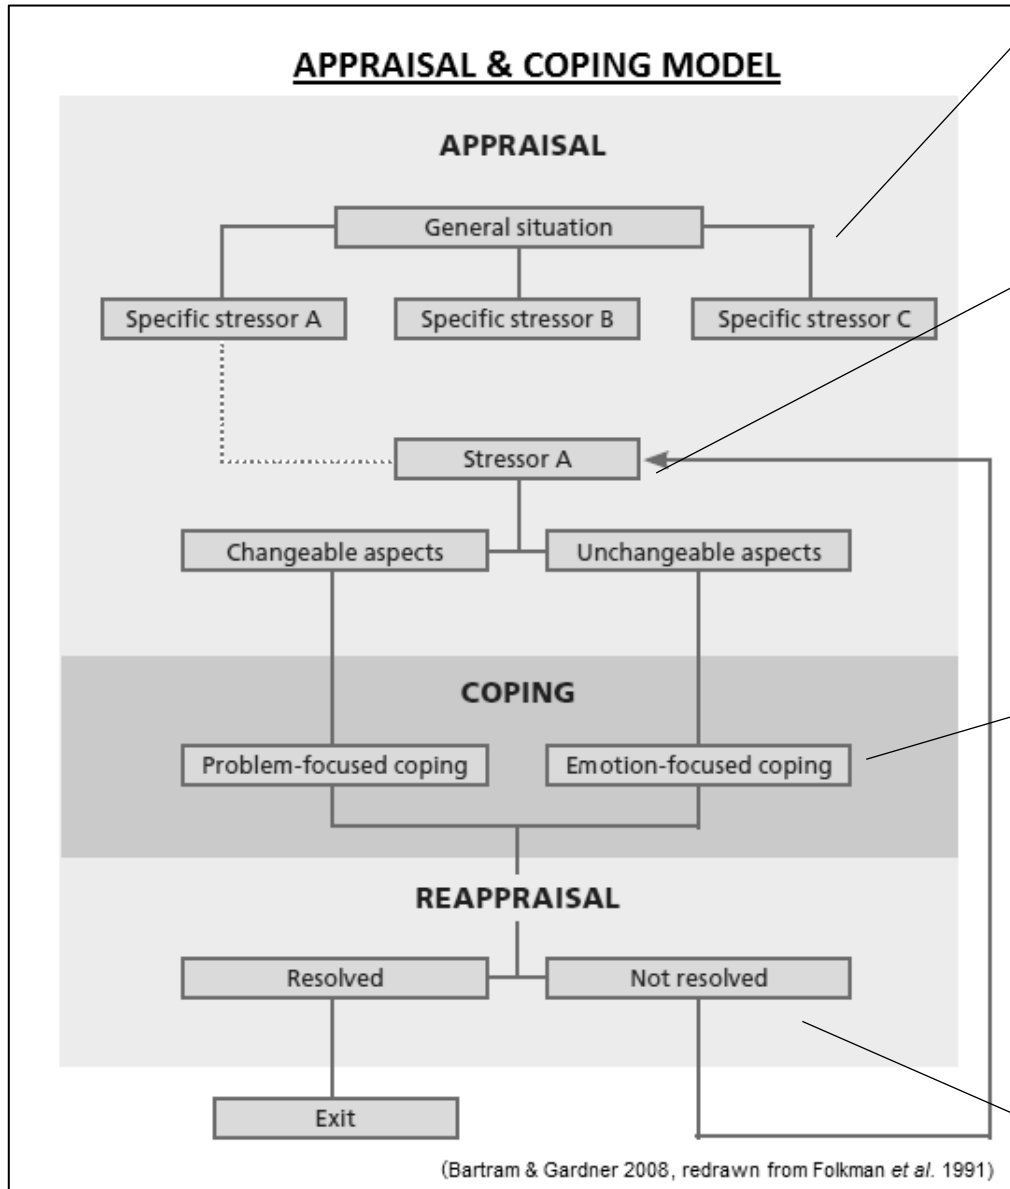 APPRAISAL & COPING MODEL
APPRAISAL
General situation
Specific stressor A
Specific stressor B
Specific stressor C
Stressor A
Changeable aspects
Unchangeable aspects
COPING
Problem-focused coping
Emotion-focused coping
REAPPRAISAL
Resolved
Not resolved
Exit
(Bartram & Gardner 2008, redrawn from Folkman et al. 1991)